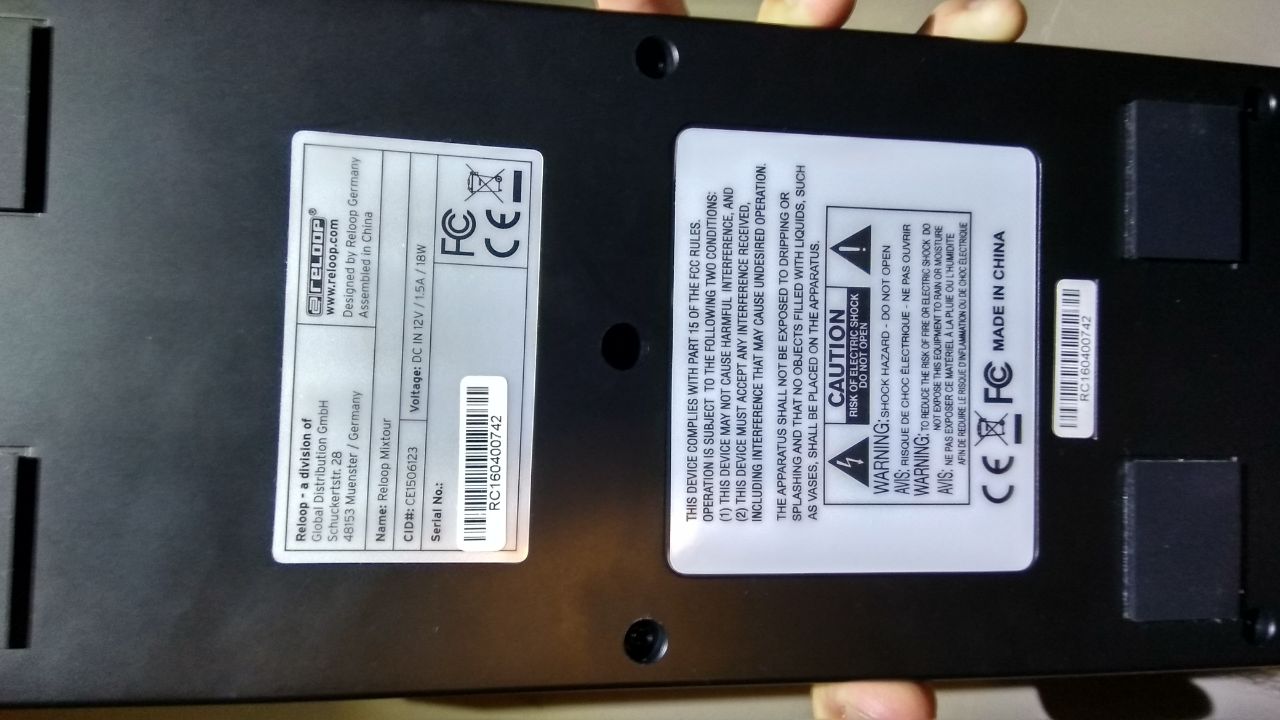 Reloop - a division of
Global Distribution GmbH
Schuckertstr. 28
48153 Muenster / Germany
RELOOP®
www.reloop.com
Designed by Reloop Germany
Assembled in China
Name: Reloop Mixtour
CID#: CE1506123
Voltage: DC IN 12V / 1.5A / 18W
Serial No.:
RC160400742
FC
CE
THIS DEVICE COMPLIES WITH PART 15 OF THE FCC RULES.
OPERATION IS SUBJECT TO THE FOLLOWING TWO CONDITIONS:
(1) THIS DEVICE MAY NOT CAUSE HARMFUL INTERFERENCE, AND
(2) THIS DEVICE MUST ACCEPT ANY INTERFERENCE RECEIVED,
INCLUDING INTERFERENCE THAT MAY CAUSE UNDESIRED OPERATION.
THE APPARATUS SHALL NOT BE EXPOSED TO DRIPPING OR
SPLASHING AND THAT NO OBJECTS FILLED WITH LIQUIDS, SUCH
AS VASES, SHALL BE PLACED ON THE APPARATUS.
CAUTION
RISK OF ELECTRIC SHOCK
DO NOT OPEN
WARNING: SHOCK HAZARD - DO NOT OPEN
AVIS: RISQUE DE CHOC ÉLECTRIQUE - NE PAS OUVRIR
WARNING: TO REDUCE THE RISK OF FIRE OR ELECTRIC SHOCK DO
NOT EXPOSE THIS EQUIPMENT TO RAIN OR MOISTURE
AVIS: NE PAS EXPOSER CE MATÉRIEL À LA PLUIE OU L'HUMIDITÉ
AFIN DE RÉDUIRE LE RISQUE D'INFLAMMATION OU DE CHOC ÉLECTRIQUE
CE FC MADE IN CHINA
RC160400742